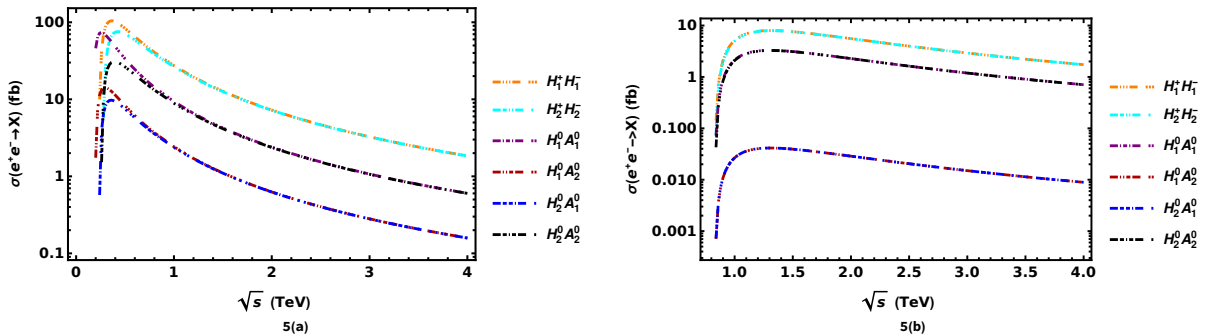 σ(e⁺e⁻→X) (fb)
100
10
1
0.1
0
1
2
3
4
√s (TeV)
5(a)
H₁⁺H₁⁻
H₂⁺H₂⁻
H₁⁰A₁⁰
H₁⁰A₂⁰
H₂⁰A₁⁰
H₂⁰A₂⁰
σ(e⁺e⁻->X) (fb)
10
1
0.100
0.010
0.001
1.0
1.5
2.0
2.5
3.0
3.5
4.0
√s (TeV)
5(b)
H₁⁺H₁⁻
H₂⁺H₂⁻
H₁⁰A₁⁰
H₁⁰A₂⁰
H₂⁰A₁⁰
H₂⁰A₂⁰